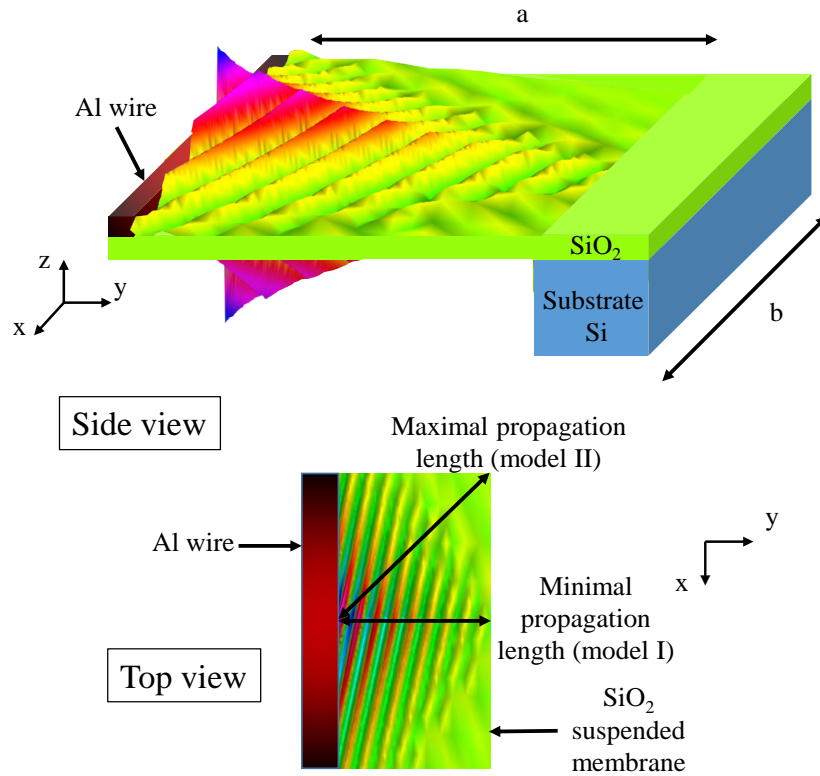 a
Al wire
z
y
x
SiO₂
Substrate
Si
b
Side view
Maximal propagation
length (model II)
Al wire
y
x
Minimal
propagation
length (model I)
Top view
SiO₂
suspended
membrane